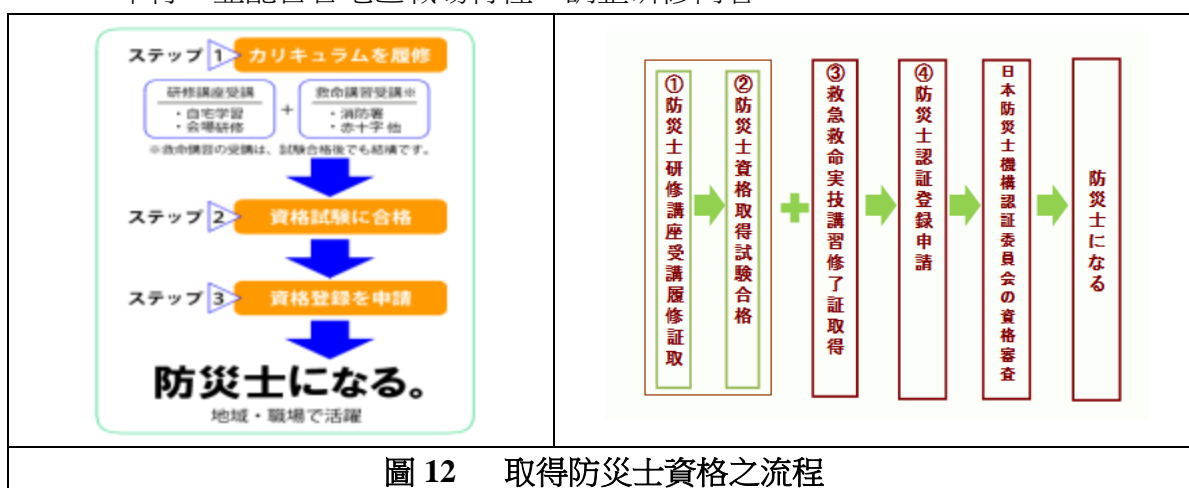 ステップ 1 カリキュラムを履修
研修講座受講
・自宅学習
・会場研修
+
救命講習受講※
・消防署
・赤十字 他
※救命講習の受講は、試験合格後でも結構です。
ステップ 2 資格試験に合格
ステップ 3 資格登録を申請
防災士になる。
地域・職場で活躍
①防災士研修講座受講履修証取
②防災士資格取得試験合格
③救急救命実技講習修了証取得
④防災士認証登録申請
日本防災士機構認証委員会の資格審査
防災士になる
圖 12 取得防災士資格之流程